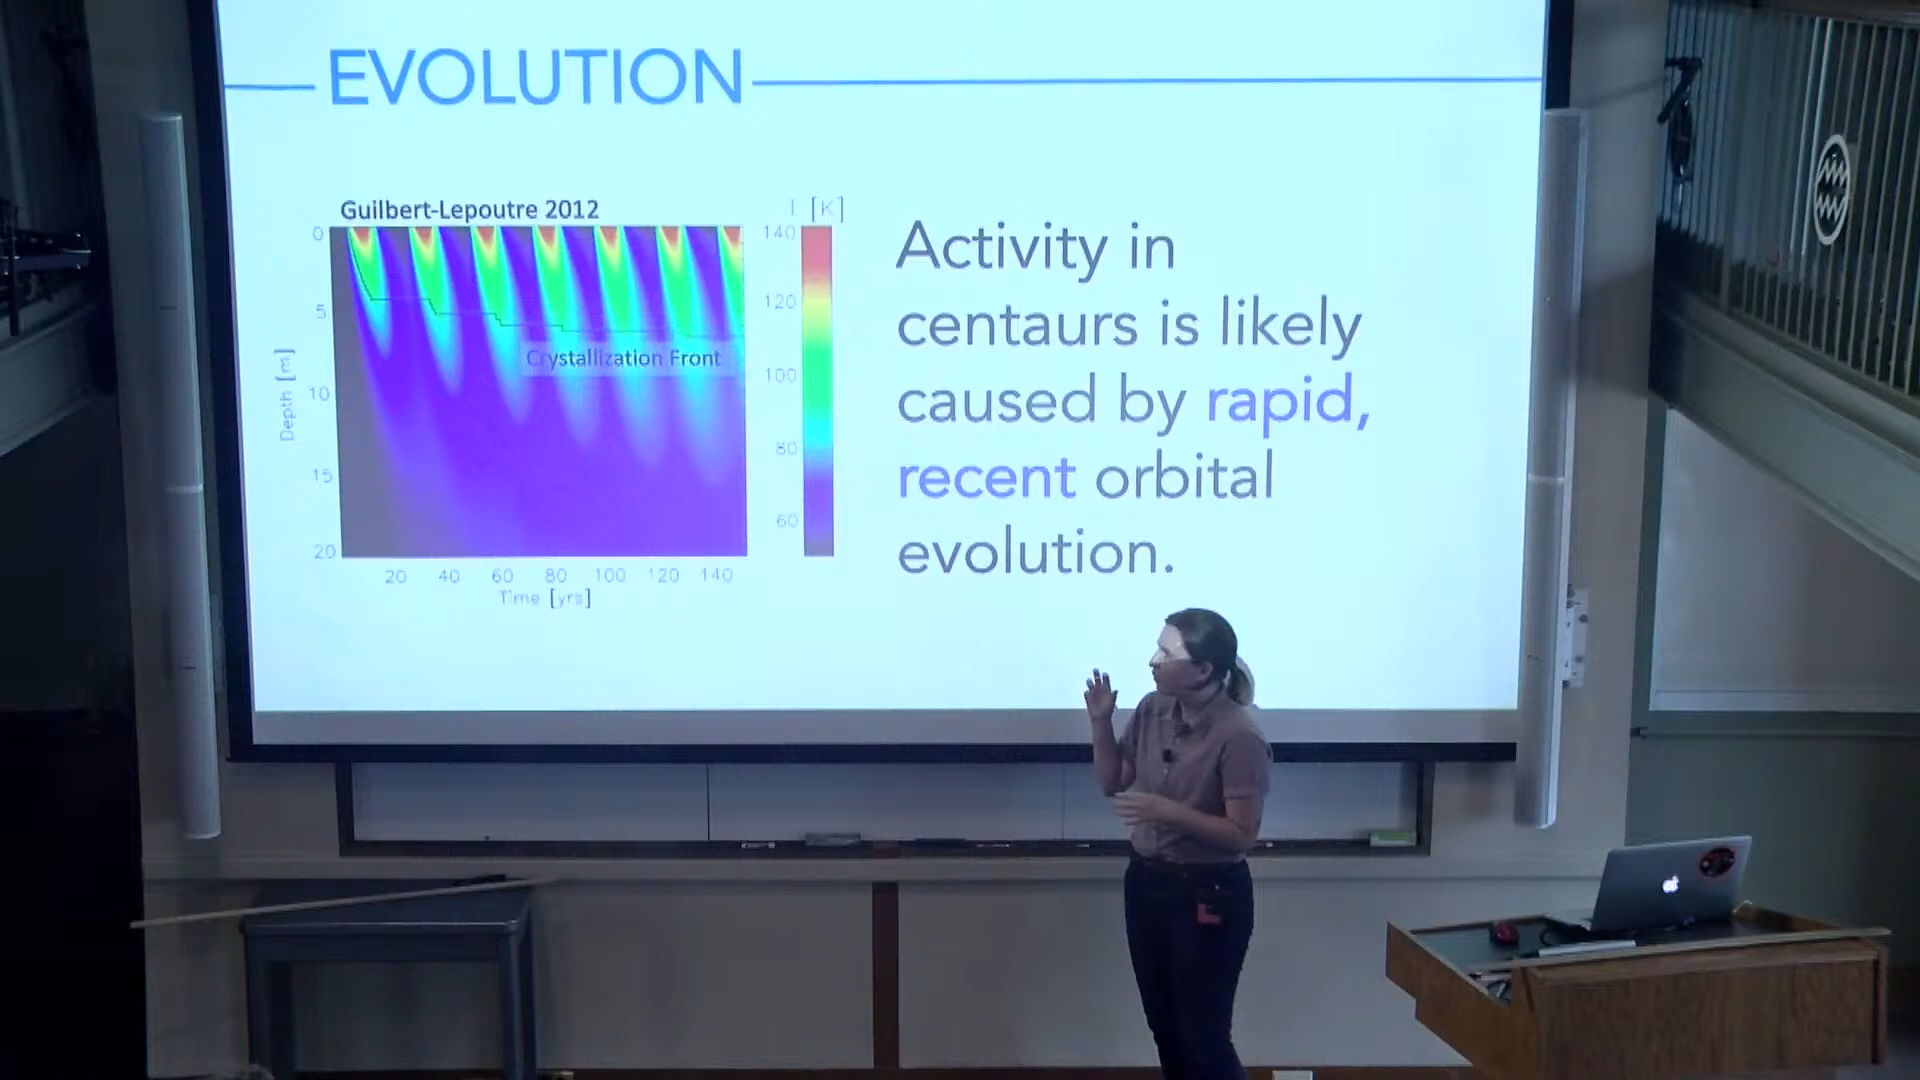 EVOLUTION
Guilbert-Lepoutre 2012
T [K]
0
5
10
15
20
Depth [m]
Crystallization Front
20 40 60 80 100 120 140
Time [yrs]
140
120
100
80
60
Activity in
centaurs is likely
caused by rapid,
recent orbital
evolution.